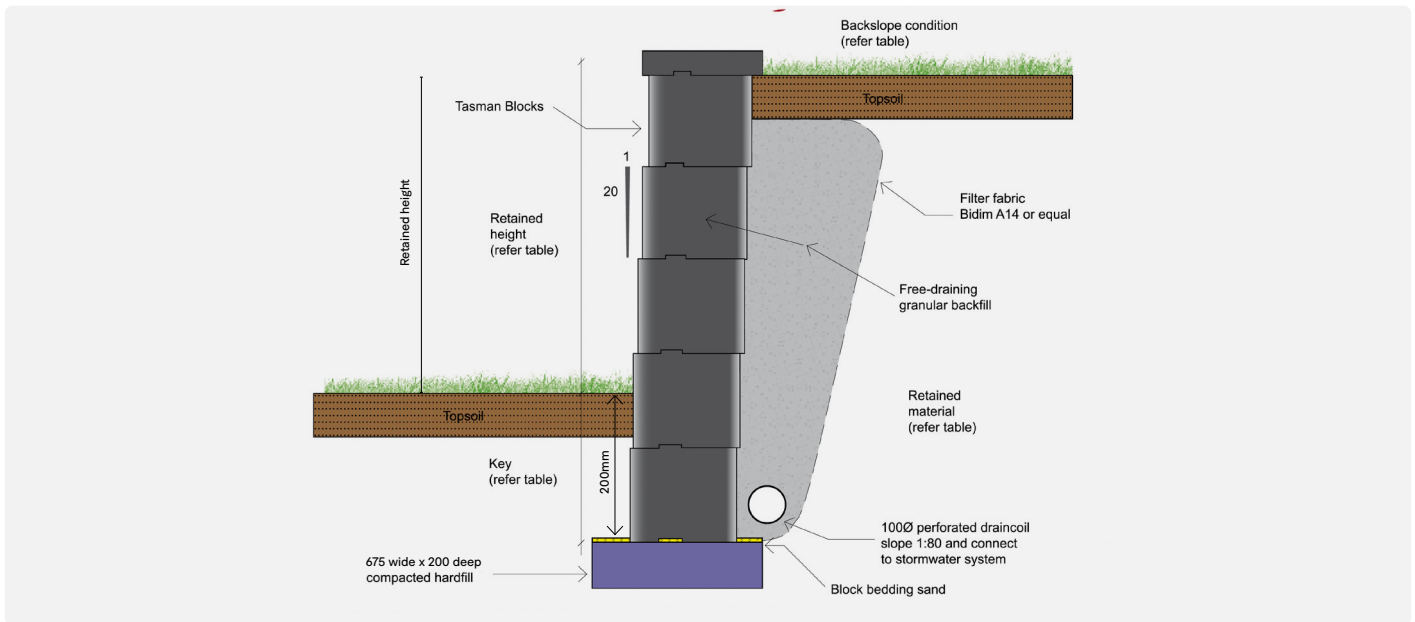 Backslope condition
(refer table)
Topsoil
Tasman Blocks
1
20
Retained height
Retained
height
(refer table)
Filter fabric
Bidim A14 or equal
Free-draining
granular backfill
Retained
material
(refer table)
Topsoil
Key
(refer table)
200mm
100Ø perforated draincoil
slope 1:80 and connect
to stormwater system
675 wide x 200 deep
compacted hardfill
Block bedding sand